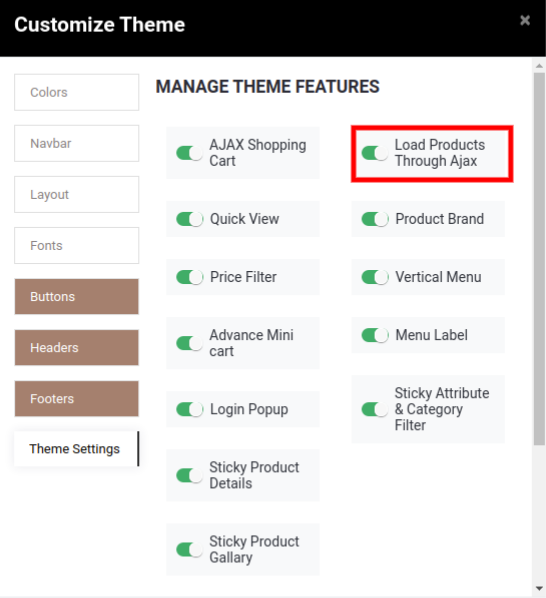 Customize Theme
×
Colors
Navbar
Layout
Fonts
Buttons
Headers
Footers
Theme Settings
MANAGE THEME FEATURES
AJAX Shopping
Cart
Load Products
Through Ajax
Quick View
Product Brand
Price Filter
Vertical Menu
Advance Mini
cart
Menu Label
Login Popup
Sticky Attribute
& Category
Filter
Sticky Product
Details
Sticky Product
Gallary